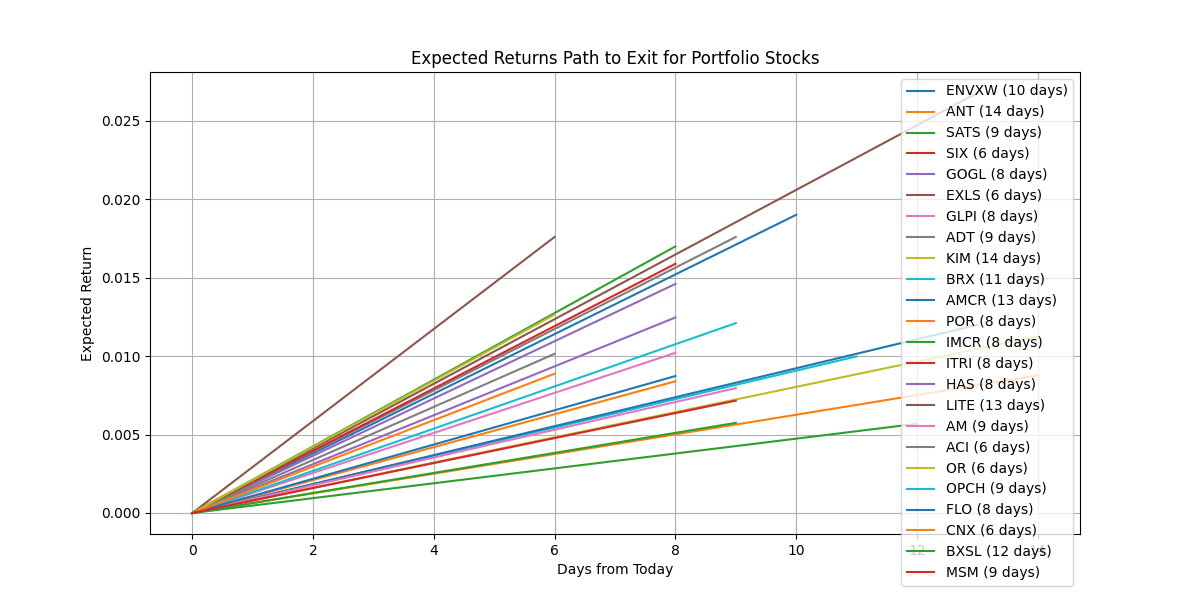 Expected Returns Path to Exit for Portfolio Stocks
Expected Return
0.025
0.020
0.015
0.010
0.005
0.000
0 2 4 6 8 10 12
Days from Today
ENVXW (10 days)
ANT (14 days)
SATS (9 days)
SIX (6 days)
GOGL (8 days)
EXLS (6 days)
GLPI (8 days)
ADT (9 days)
KIM (14 days)
BRX (11 days)
AMCR (13 days)
POR (8 days)
IMCR (8 days)
ITRI (8 days)
HAS (8 days)
LITE (13 days)
AM (9 days)
ACI (6 days)
OR (6 days)
OPCH (9 days)
FLO (8 days)
CNX (6 days)
BXSL (12 days)
MSM (9 days)